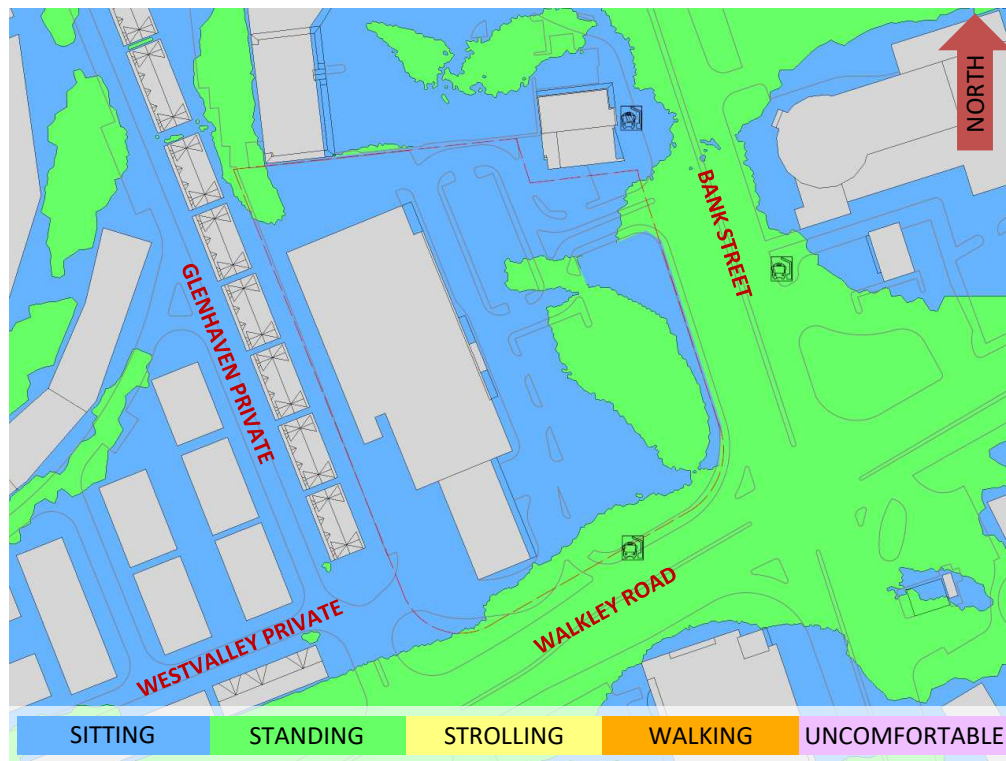 NORTH
BANK STREET
GLENHAVEN PRIVATE
WALKLEY ROAD
WESTVALLEY PRIVATE
SITTING
STANDING
STROLLING
WALKING
UNCOMFORTABLE